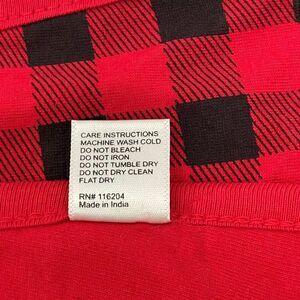 CARE INSTRUCTIONS
MACHINE WASH COLD
DO NOT BLEACH
DO NOT IRON
DO NOT TUMBLE DRY
DO NOT DRY CLEAN
FLAT DRY
RN# 116204
Made in India